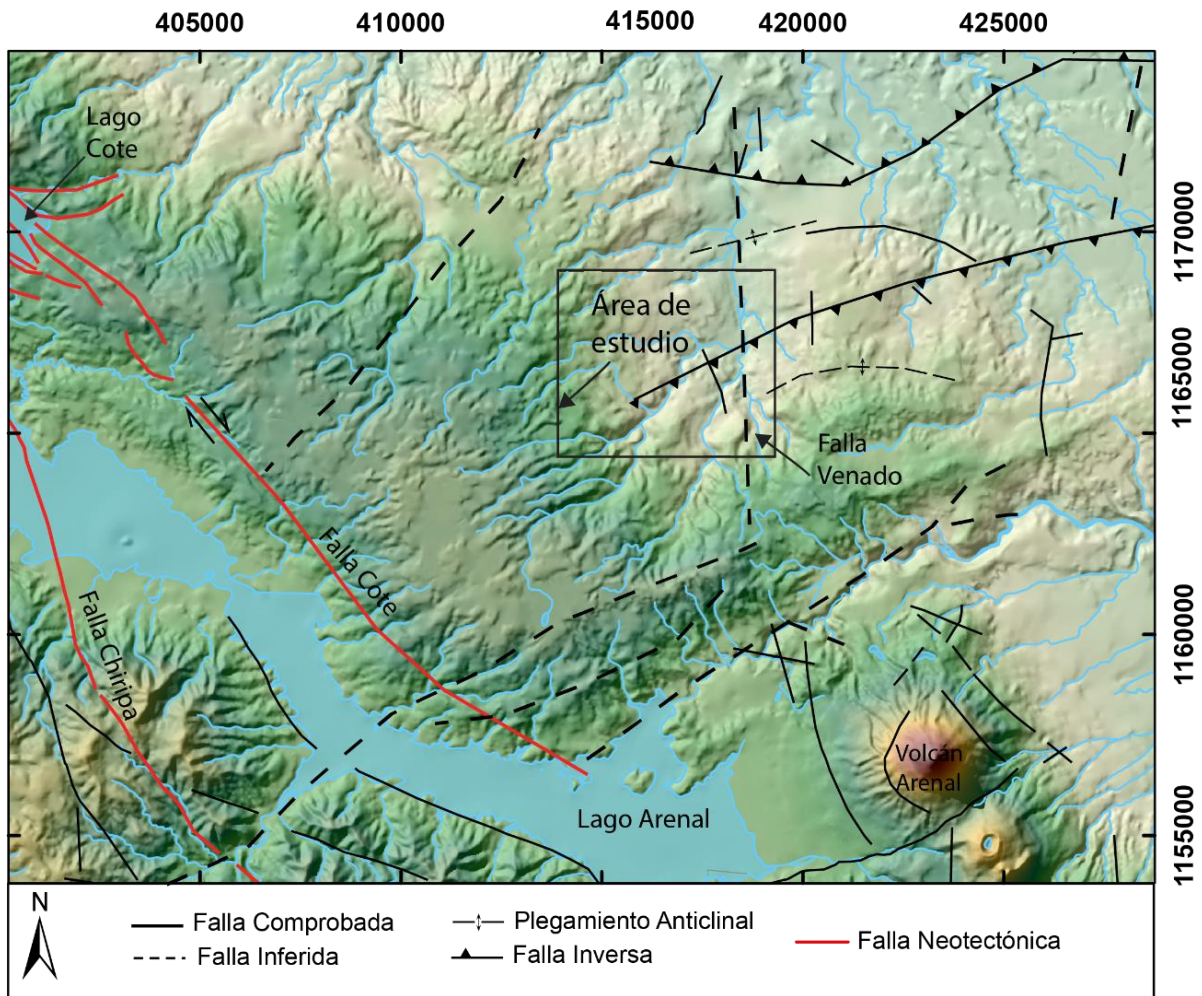 405000
410000
415000
420000
425000
Lago
Cote
1170000
Área de
estudio
1165000
Falla
Venado
Falla Cote
Falla Chiripa
1160000
Volcán
Arenal
Lago Arenal
1155000
N
Falla Comprobada
Plegamiento Anticlinal
Falla Neotectónica
Falla Inferida
Falla Inversa